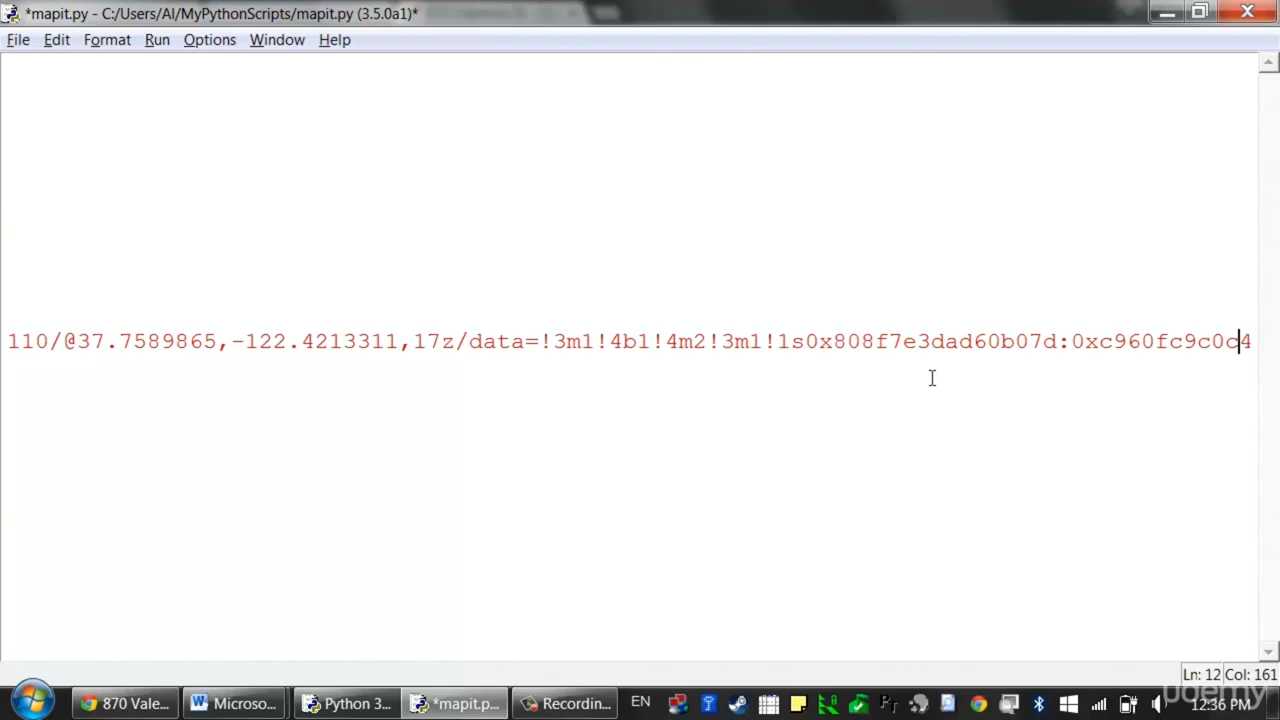 *mapit.py - C:/Users/Al/MyPythonScripts/mapit.py (3.5.0a1)*
File Edit Format Run Options Window Help
110/@37.7589865,-122.4213311,17z/data=!3m1!4b1!4m2!3m1!1s0x808f7e3dad60b07d:0xc960fc9c0c4
Ln: 12 Col: 161
870 Vale... Microso... Python 3... *mapit.p... Recordin... EN 12:36 PM
udemy